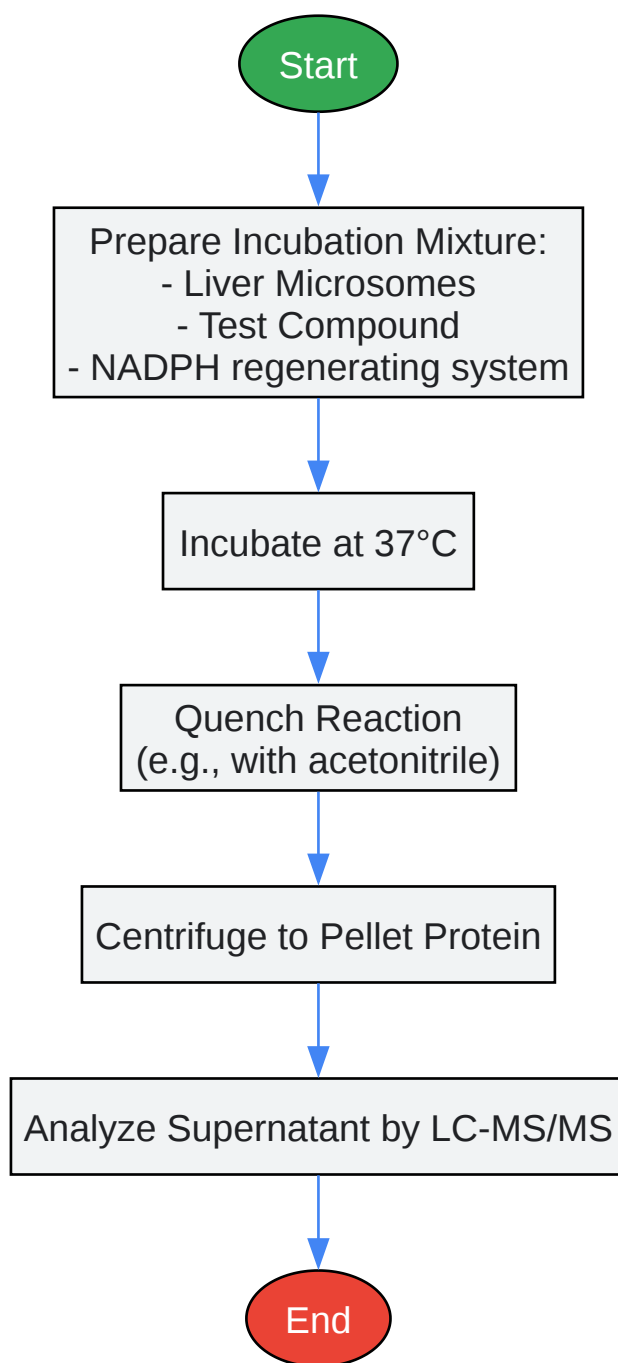 Start
Prepare Incubation Mixture:
- Liver Microsomes
- Test Compound
- NADPH regenerating system
Incubate at 37°C
Quench Reaction
(e.g., with acetonitrile)
Centrifuge to Pellet Protein
Analyze Supernatant by LC-MS/MS
End